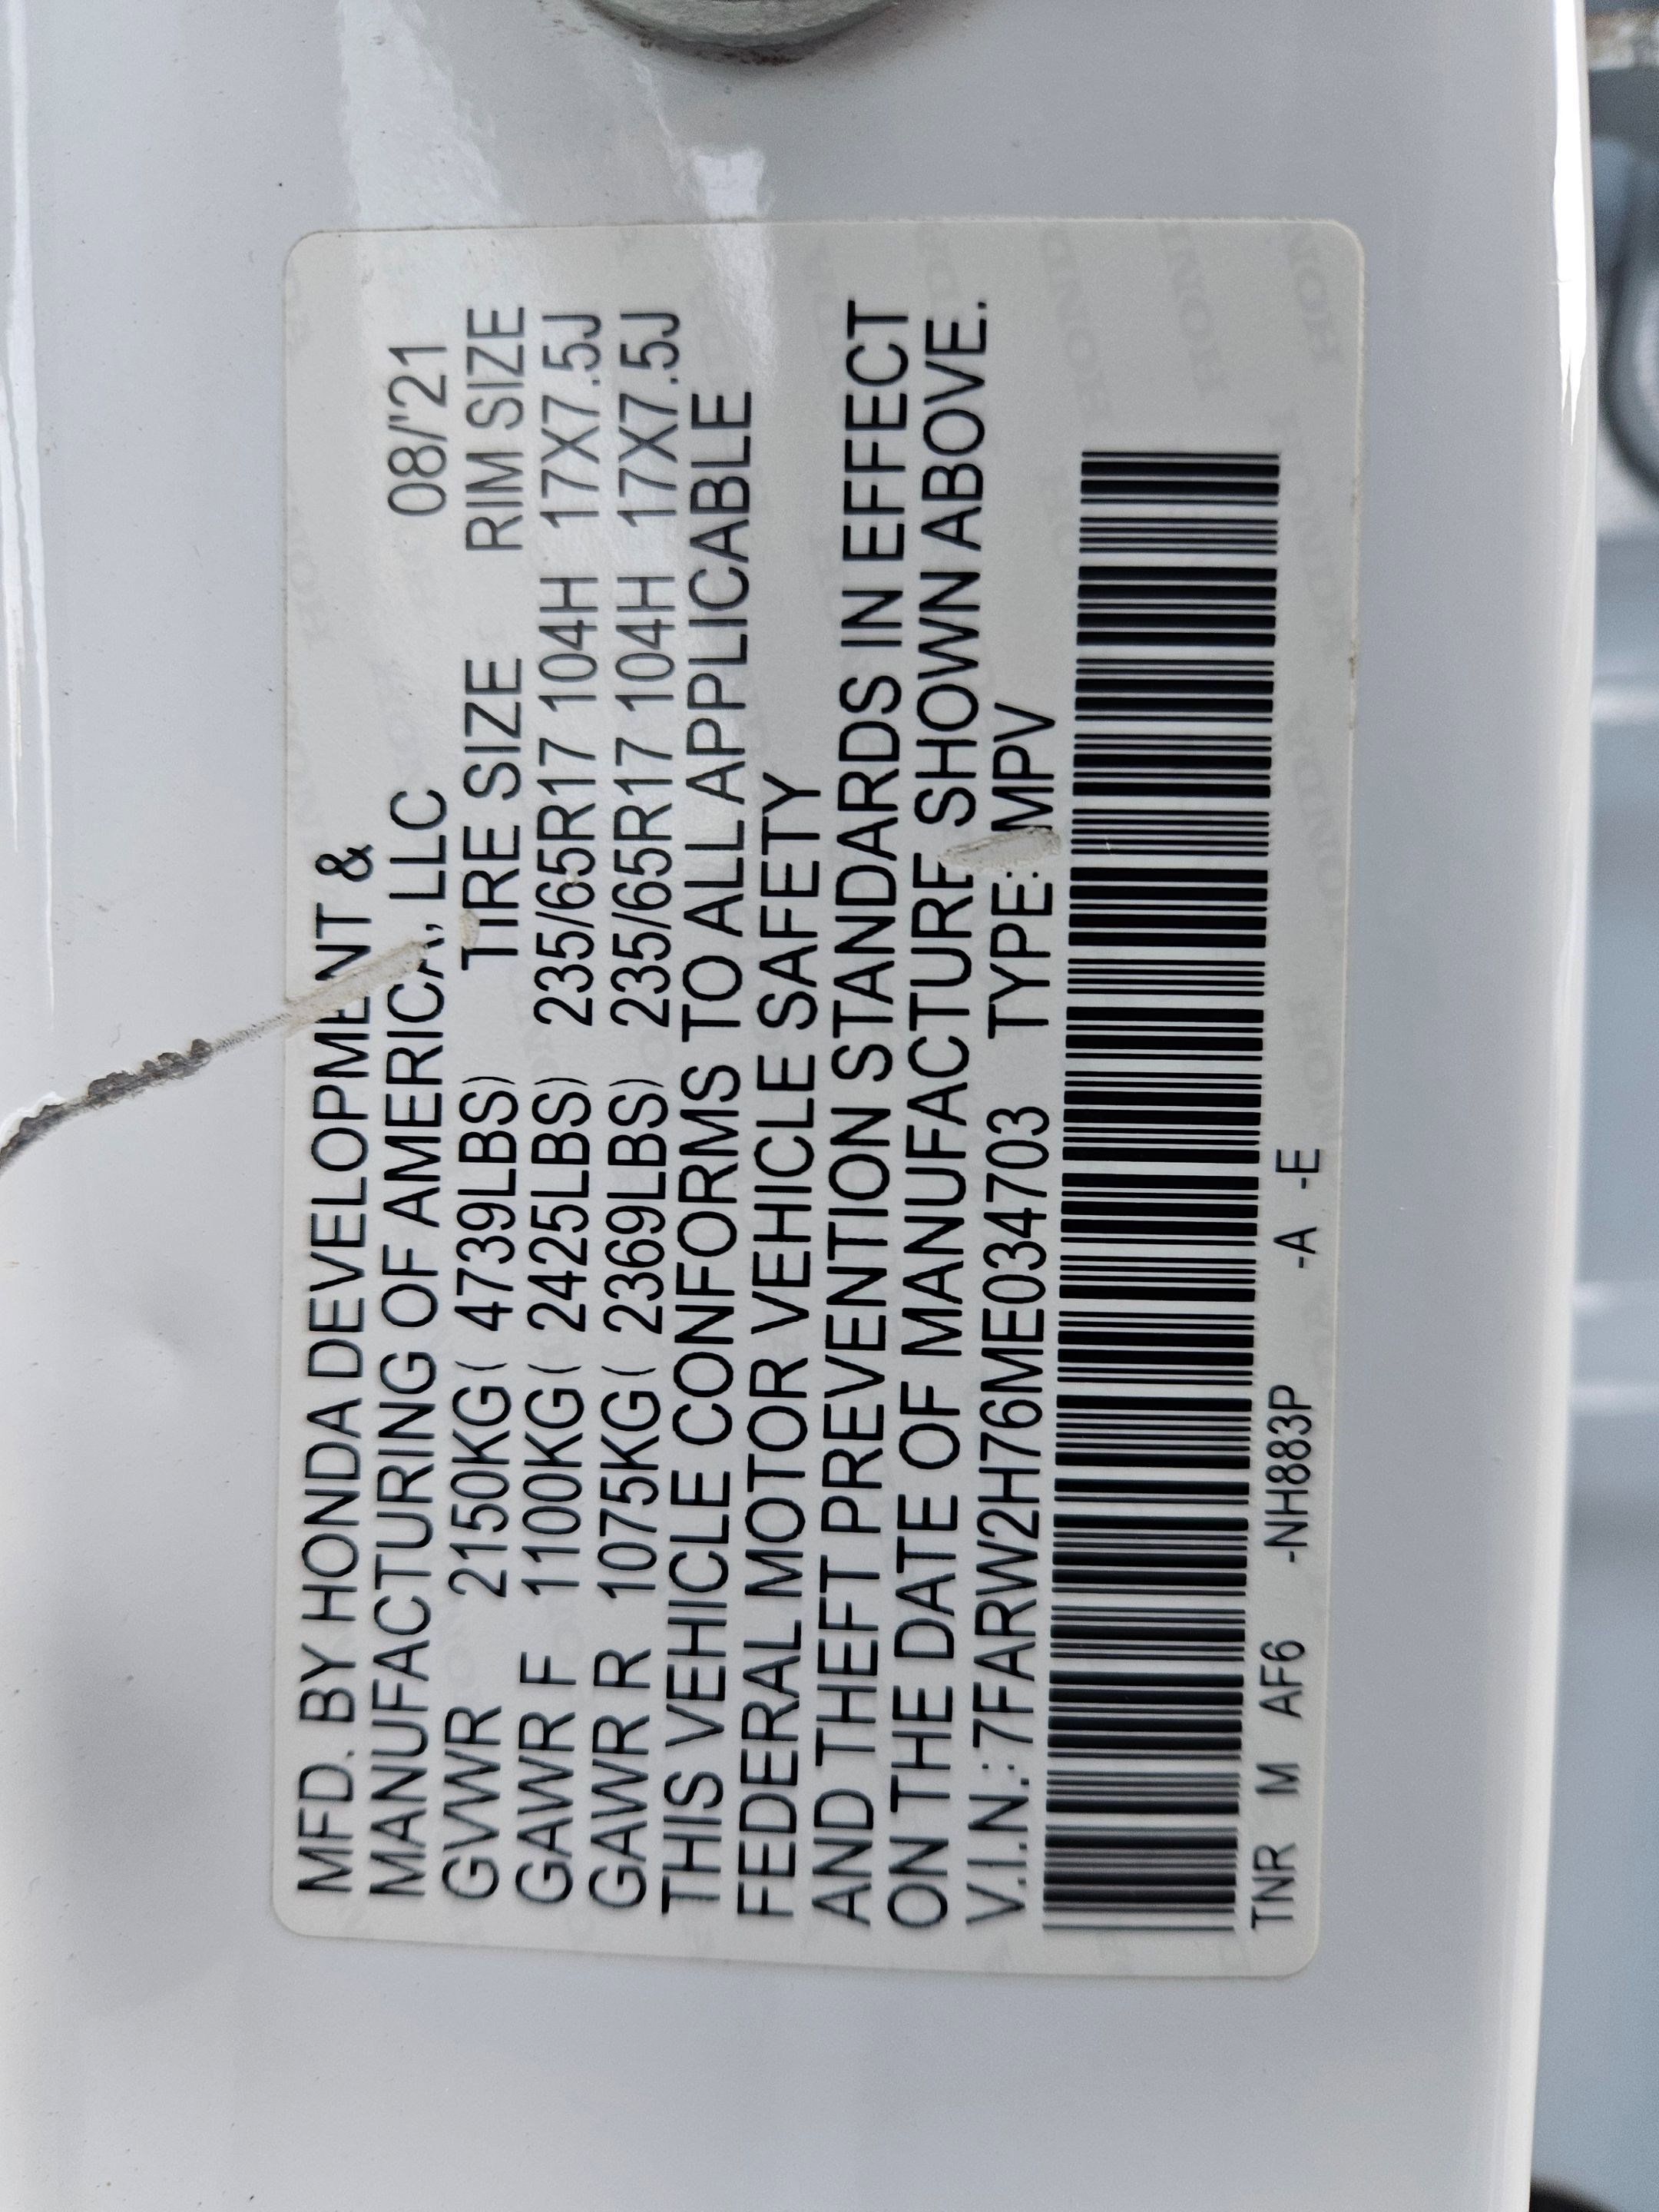 MFD. BY HONDA DEVELOPMENT &
MANUFACTURING OF AMERICA, LLC 08/'21
GVWR 2150KG( 4739LBS) TIRE SIZE RIM SIZE
GAWR F 1100KG( 2425LBS) 235/65R17 104H 17X7.5J
GAWR R 1075KG( 2369LBS) 235/65R17 104H 17X7.5J
THIS VEHICLE CONFORMS TO ALL APPLICABLE
FEDERAL MOTOR VEHICLE SAFETY
AND THEFT PREVENTION STANDARDS IN EFFECT
ON THE DATE OF MANUFACTURE SHOWN ABOVE.
V.I.N.: 7FARW2H76ME034703 TYPE: MPV
TNR M AF6 -NH883P -A -E